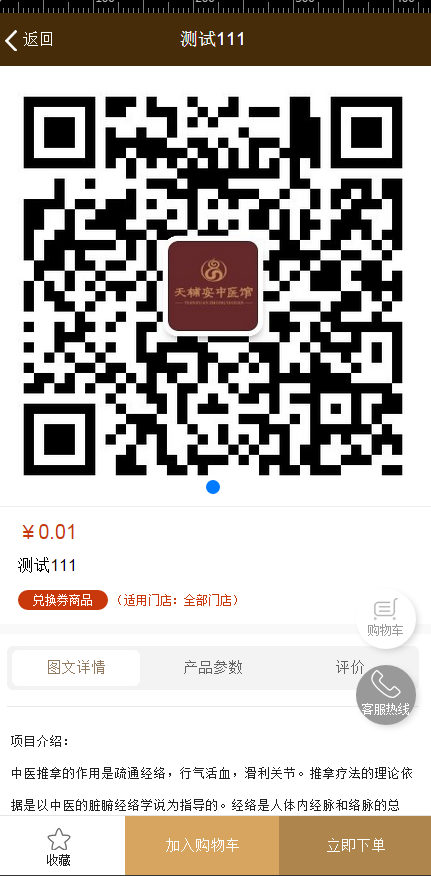 返回
测试111
天補安中医馆
¥0.01
测试111
兑换券商品 （适用门店：全部门店）
购物车
图文详情 产品参数 评价
客服热线
项目介绍：
中医推拿的作用是疏通经络，行气活血，滑利关节。推拿疗法的理论依
据是以中医的脏腑经络学说为指导的。经络是人体内经脉和络脉的总
收藏
加入购物车
立即下单